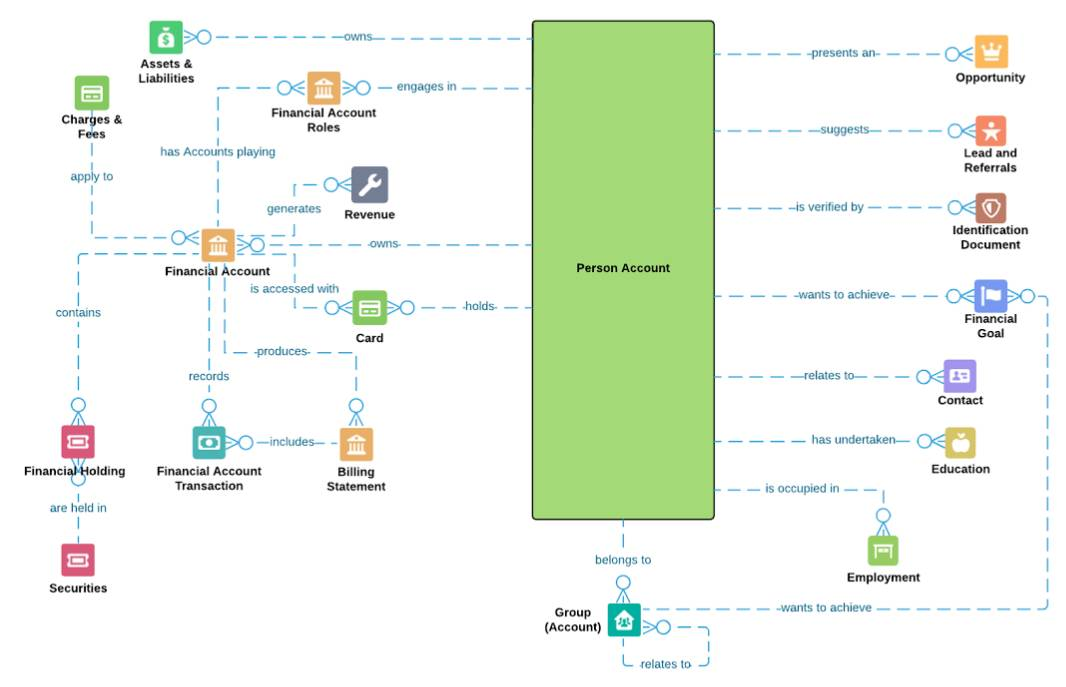 owns
presents an
Assets &
Liabilities
Opportunity
engages in
Charges &
Fees
Financial Account
Roles
suggests
has Accounts playing
Lead and
Referrals
apply to
generates
Revenue
is verified by
Identification
Document
owns
Financial Account
Person Account
is accessed with
wants to achieve
Financial
Goal
contains
holds
Card
produces
records
relates to
Contact
includes
has undertaken
Financial Holding
Financial Account
Transaction
Billing
Statement
Education
is occupied in
are held in
belongs to
Employment
Securities
wants to achieve
Group
(Account)
relates to